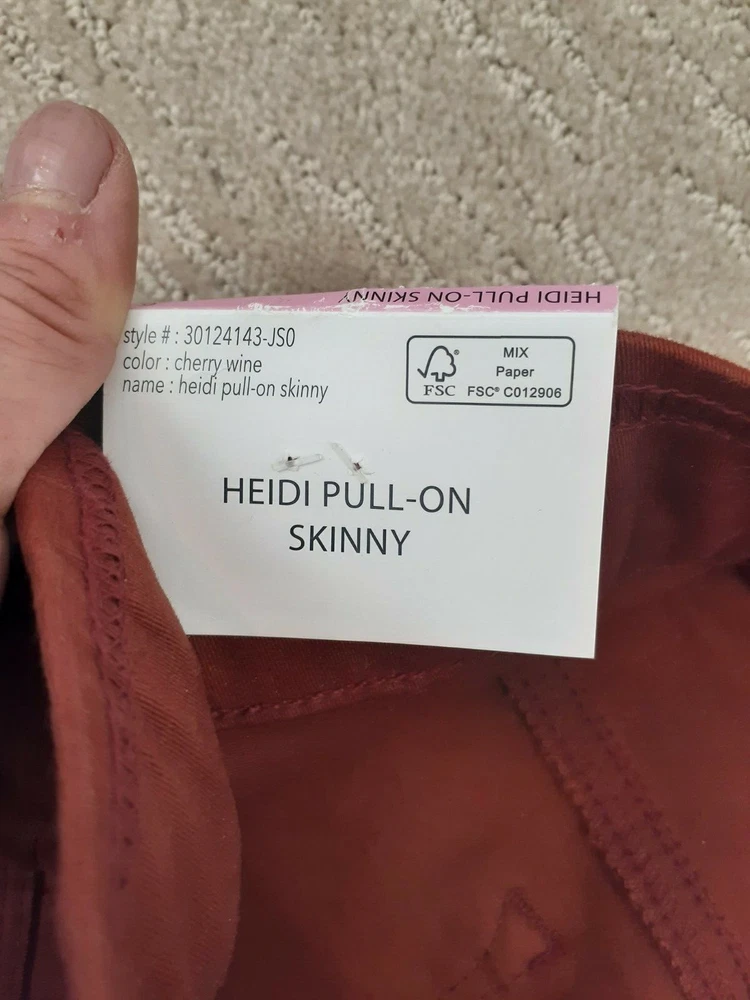 HEIDI PULL-ON SKINNY
style # : 30124143-JS0
color : cherry wine
name : heidi pull-on skinny
FSC®
MIX
Paper
FSC® C012906
HEIDI PULL-ON
SKINNY